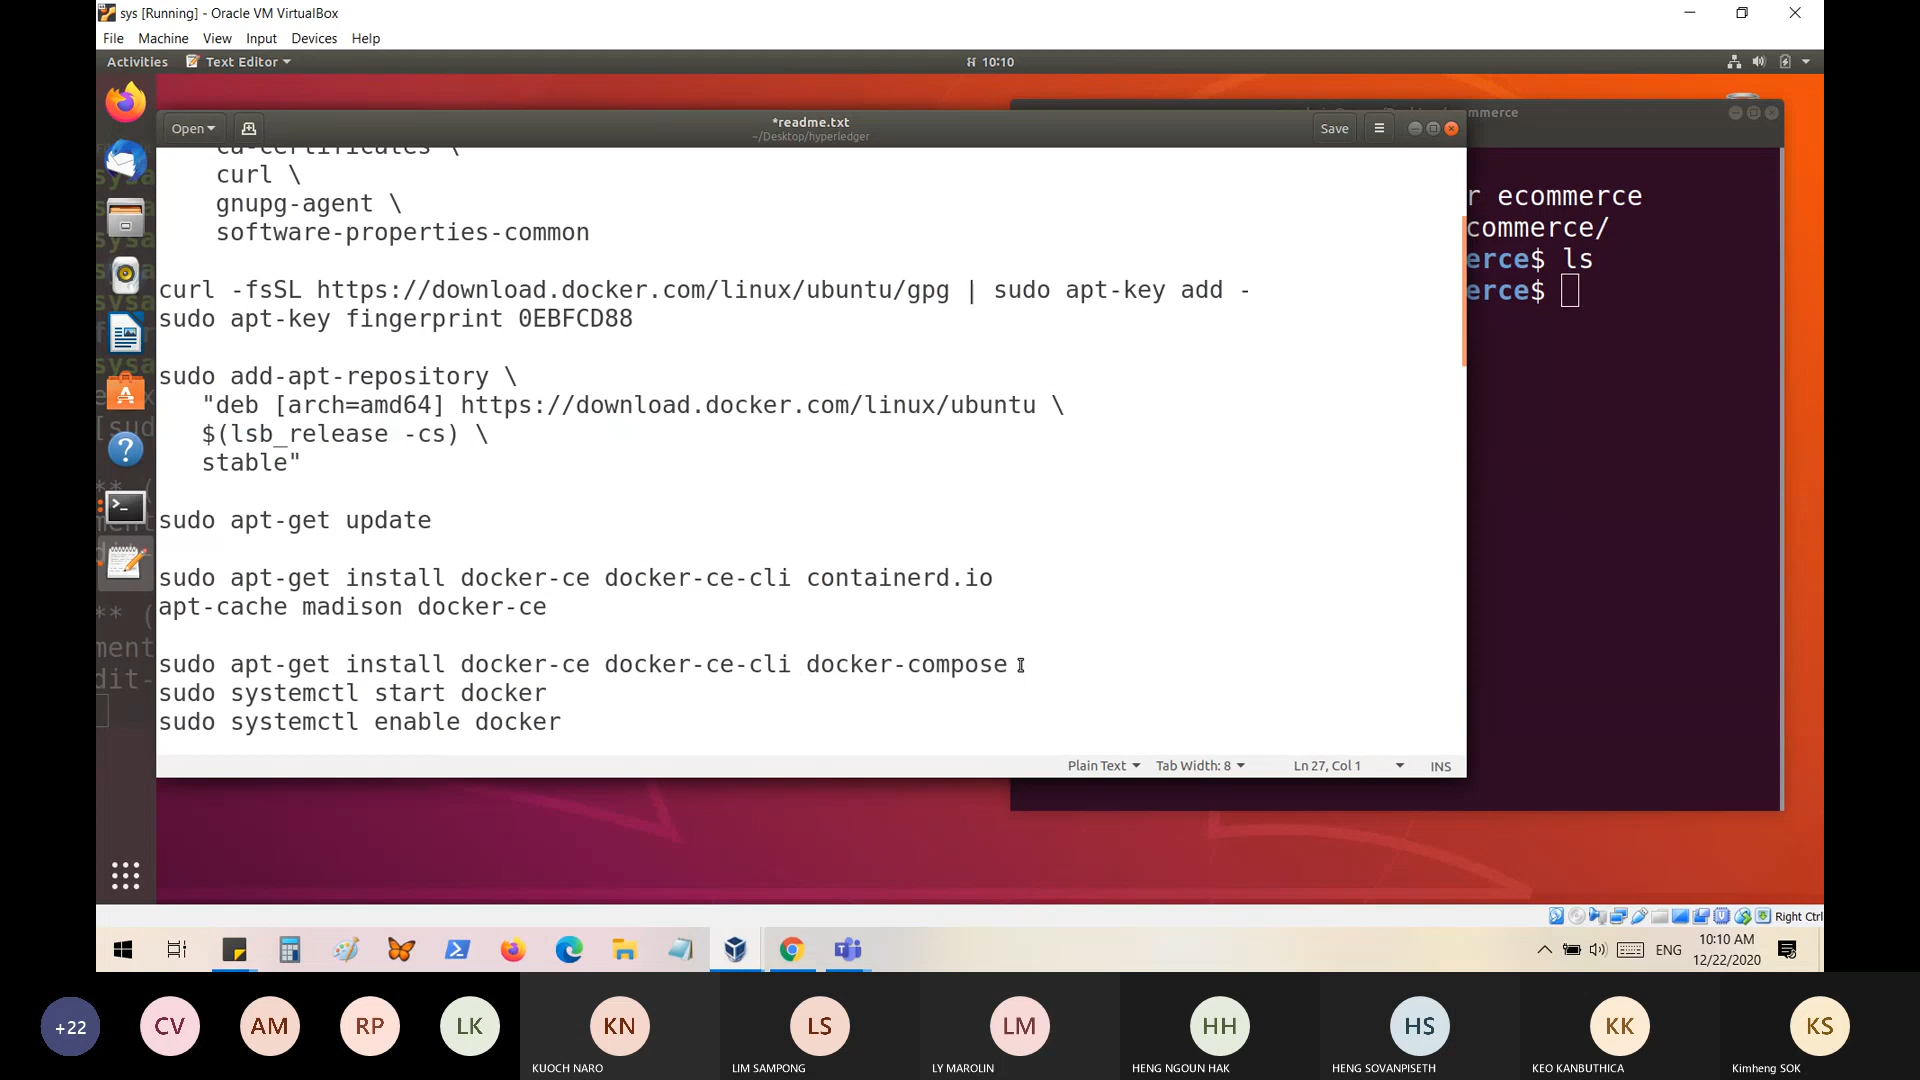 sys [Running] - Oracle VM VirtualBox
File Machine View Input Devices Help
Activities Text Editor 10:10
Open *readme.txt Save
~/Desktop/hyperledger
ca-certificates \
curl \
gnupg-agent \
software-properties-common
curl -fsSL https://download.docker.com/linux/ubuntu/gpg | sudo apt-key add -
sudo apt-key fingerprint 0EBFCD88
sudo add-apt-repository \
"deb [arch=amd64] https://download.docker.com/linux/ubuntu \
$(lsb_release -cs) \
stable"
sudo apt-get update
sudo apt-get install docker-ce docker-ce-cli containerd.io
apt-cache madison docker-ce
sudo apt-get install docker-ce docker-ce-cli docker-compose
sudo systemctl start docker
sudo systemctl enable docker
Plain Text Tab Width: 8 Ln 27, Col 1 INS
r ecommerce
commerce/
erce$ ls
erce$
Right Ctrl
ENG
10:10 AM
12/22/2020
+22 CV AM RP LK KN LS LM HH HS KK KS
KUOCH NARO LIM SAMPONG LY MAROLIN HENG NGOUN HAK HENG SOVANPISETH KEO KANBUTHICA Kimheng SOK